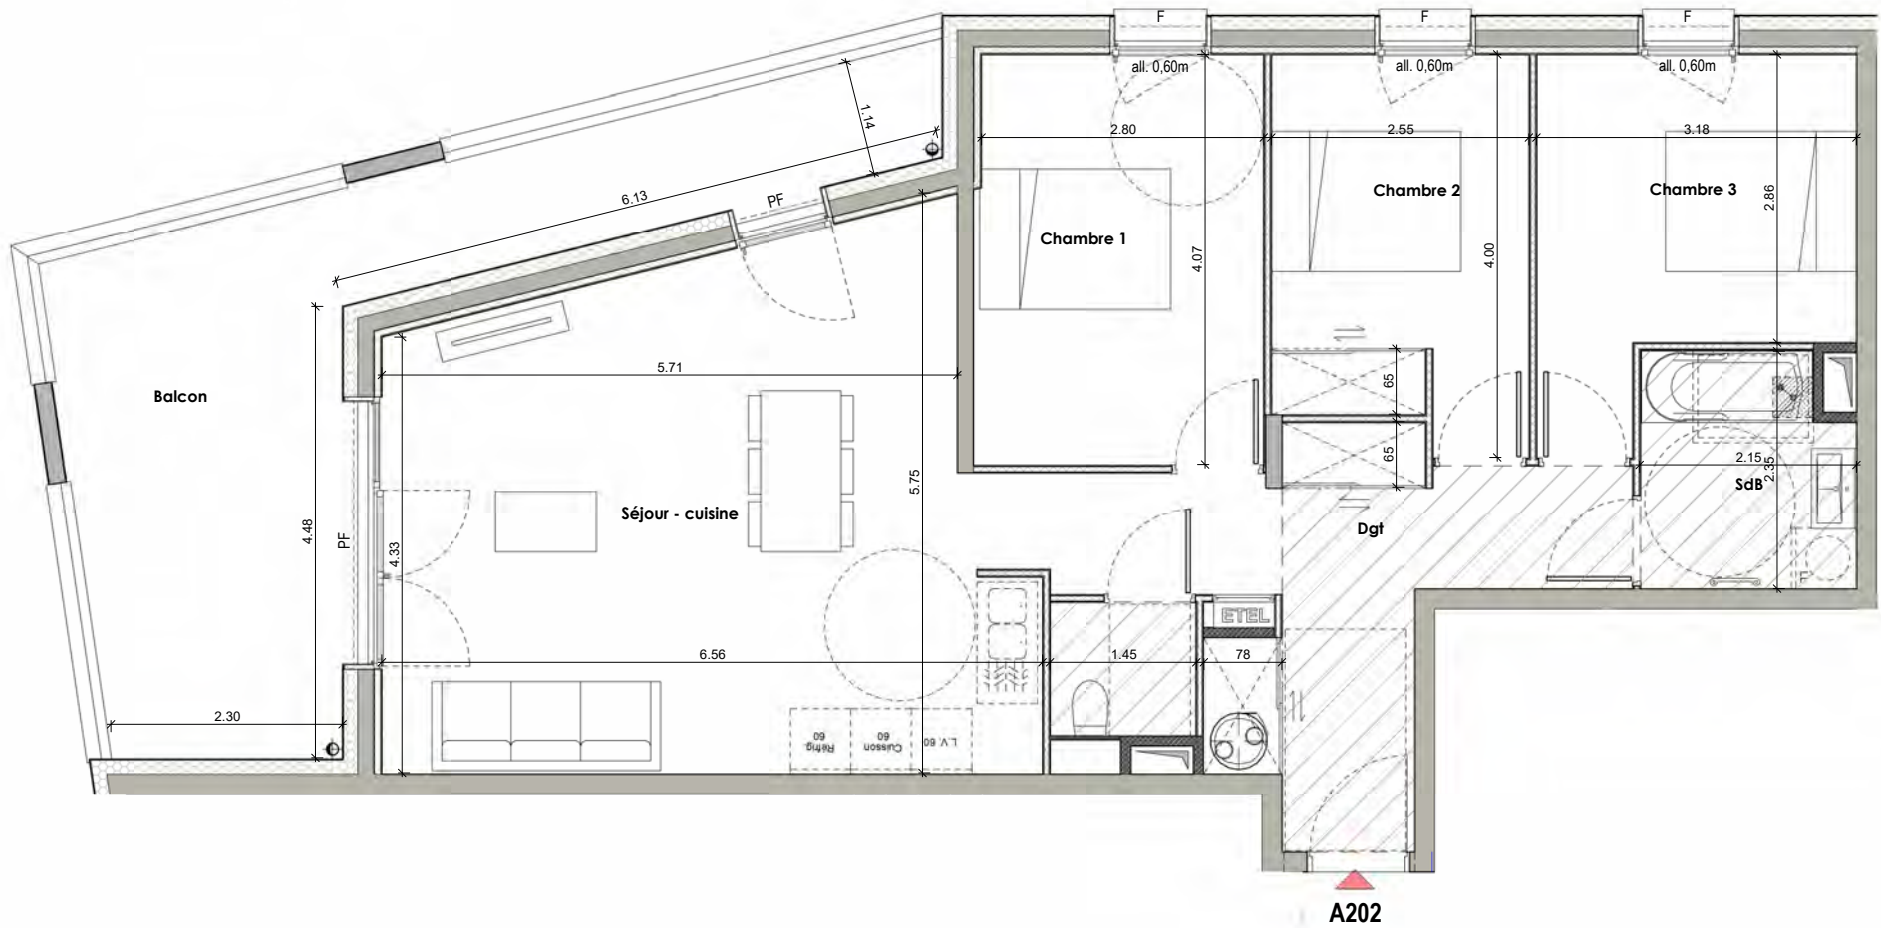 F
F
F
all. 0,60m
all. 0,60m
all. 0,60m
1.14
2.80
2.55
3.18
6.13
PF
Chambre 1
Chambre 2
Chambre 3
2.86
4.07
4.00
5.71
65
65
Balcon
4.48
PF
4.33
Séjour - cuisine
5.75
Dgt
2.15
2.35
SdB
ETEL
6.56
1.45
78
2.30
Réfrig.
60
Cuisson
60
L.V. 60
A202